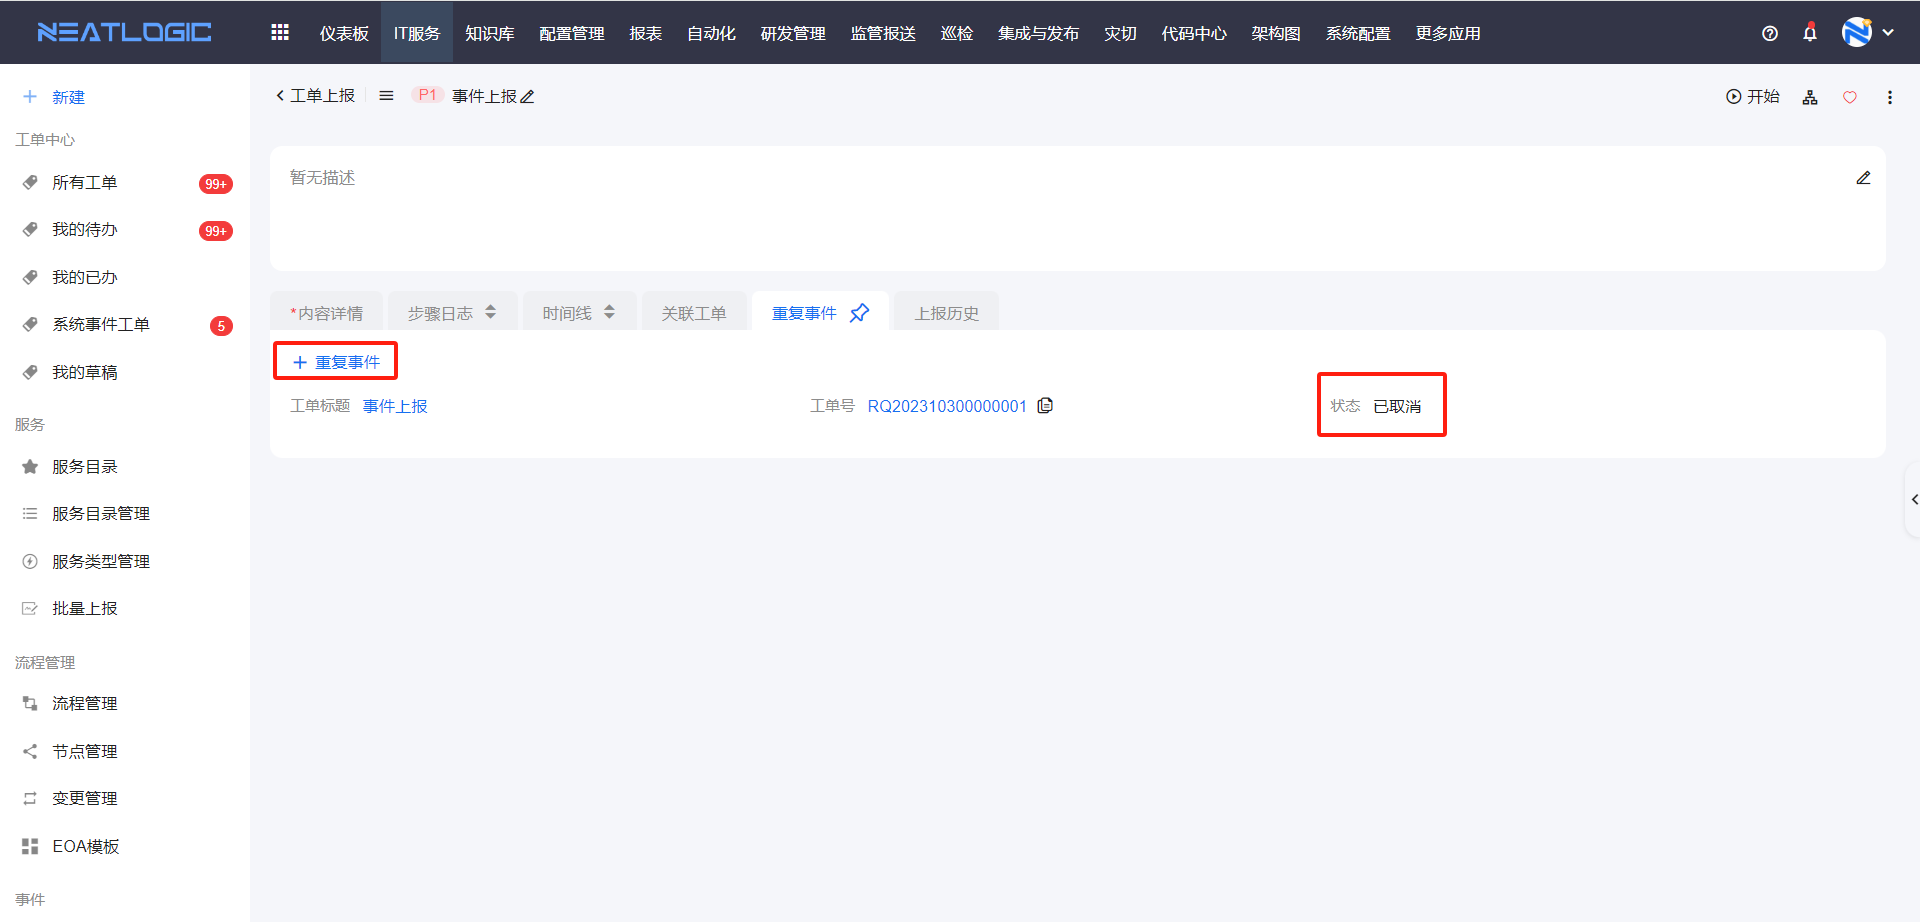 NEATLOGIC
仪表板 IT服务 知识库 配置管理 报表 自动化 研发管理 监管报送 巡检 集成与发布 灾切 代码中心 架构图 系统配置 更多应用
新建
工单中心
所有工单 99+
我的待办 99+
我的已办
系统事件工单 5
我的草稿
服务
服务目录
服务目录管理
服务类型管理
批量上报
流程管理
流程管理
节点管理
变更管理
EOA模板
事件
工单上报 P1 事件上报 开始
暂无描述
*内容详情 步骤日志 时间线 关联工单 重复事件 上报历史
重复事件
工单标题 事件上报 工单号 RQ202310300000001 状态 已取消